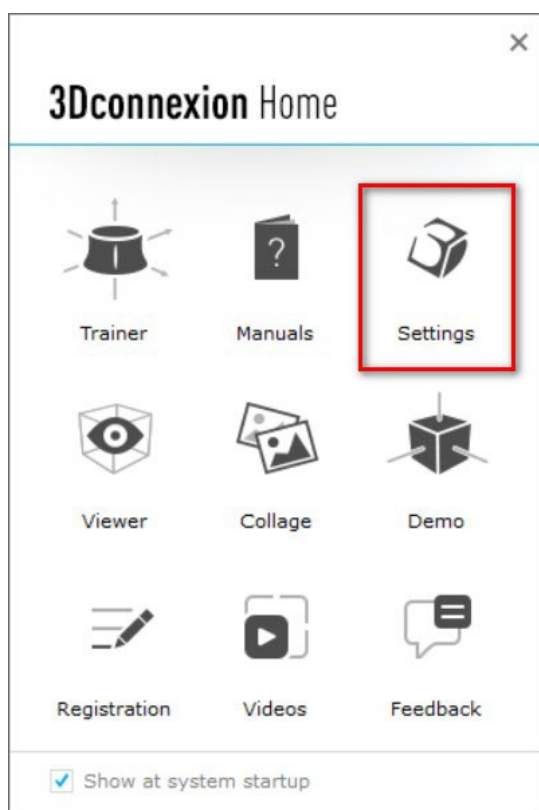 3Dconnexion Home
?
Trainer Manuals Settings
Viewer Collage Demo
Registration Videos Feedback
Show at system startup